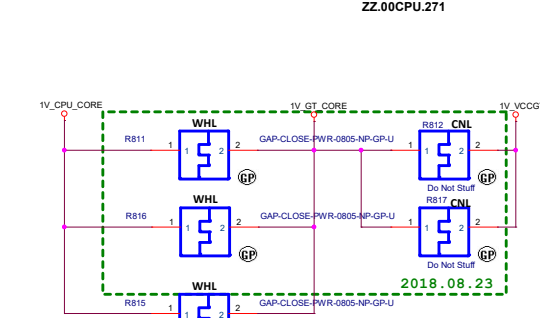 ZZ.00CPU.271
1V_CPU_CORE
1V_GT_CORE
1V_VCCG
R811
WHL
1
1
2
2
GAP-CLOSE-PWR-0805-NP-GP-U
GP
R812
CNL
1
1
2
2
GP
Do Not Stuff
R816
WHL
1
1
2
2
GAP-CLOSE-PWR-0805-NP-GP-U
GP
R817
CNL
1
1
2
2
GP
Do Not Stuff
2018.08.23
R815
WHL
1
1
2
2
GAP-CLOSE-PWR-0805-NP-GP-U